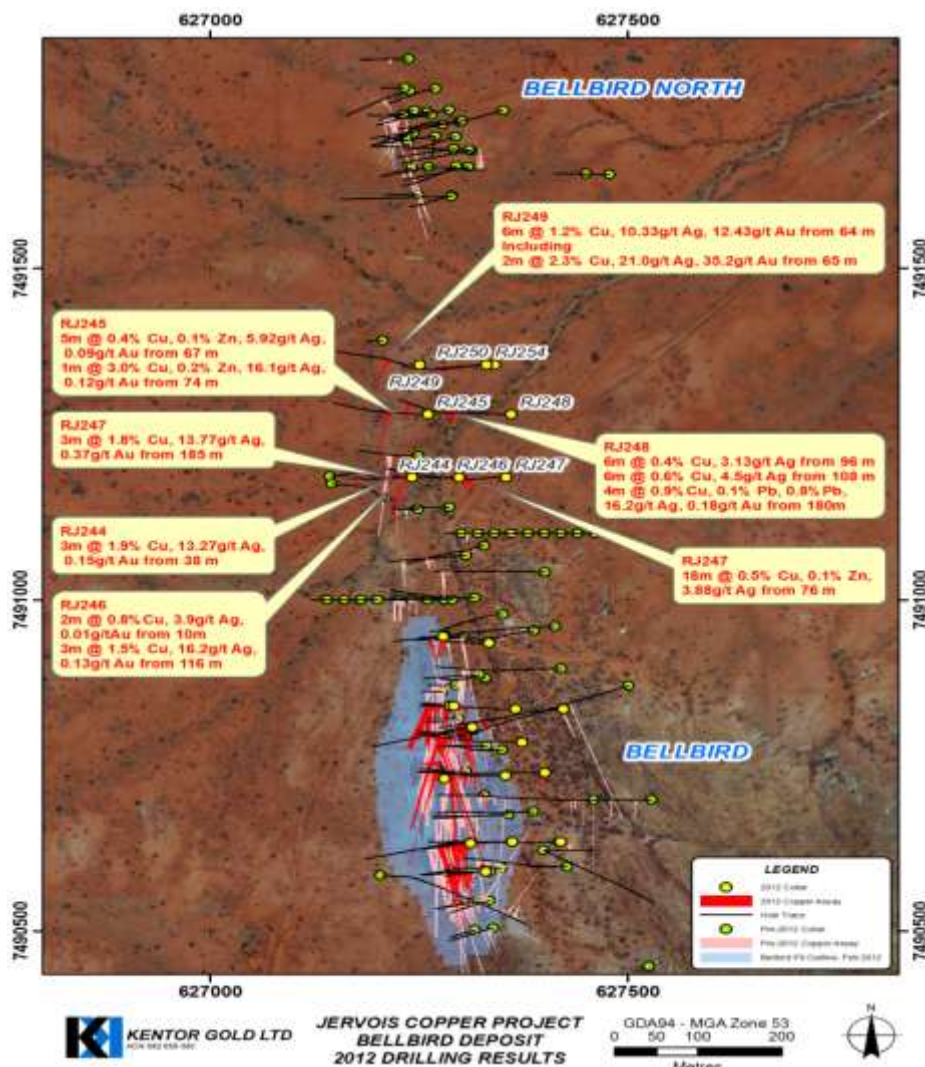 627000 627500
BELLBIRD NORTH
RJ249
6m @ 1.2% Cu, 10.33g/t Ag, 12.43g/t Au from 64 m
Including
2m @ 2.3% Cu, 21.0g/t Ag, 35.2g/t Au from 65 m
7491500 7491500
RJ245
5m @ 0.4% Cu, 0.1% Zn, 5.92g/t Ag,
0.09g/t Au from 67 m
1m @ 3.0% Cu, 0.2% Zn, 16.1g/t Ag,
0.12g/t Au from 74 m
RJ250 RJ254
RJ249
RJ245 RJ248
RJ247
3m @ 1.8% Cu, 13.77g/t Ag,
0.37g/t Au from 185 m
RJ244 RJ246 RJ247
RJ248
6m @ 0.4% Cu, 3.13g/t Ag from 96 m
6m @ 0.6% Cu, 4.5g/t Ag from 108 m
4m @ 0.9% Cu, 0.1% Pb, 0.8% Pb,
16.2g/t Ag, 0.18g/t Au from 180m
RJ244
3m @ 1.9% Cu, 13.27g/t Ag,
0.15g/t Au from 38 m
RJ247
16m @ 0.5% Cu, 0.1% Zn,
3.88g/t Ag from 76 m
RJ246
2m @ 0.8% Cu, 3.9g/t Ag,
0.01g/tAu from 10m
3m @ 1.5% Cu, 16.2g/t Ag,
0.13g/t Au from 116 m
7491000 7491000
BELLBIRD
LEGEND
2012 Collar
2012 Copper Assay
Hole Trace
Pre-2012 Collar
Pre-2012 Copper Assay
Bellbird Pit Outline, Feb 2012
7490500 7490500
627000 627500
KENTOR GOLD LTD
JERVOIS COPPER PROJECT
BELLBIRD DEPOSIT
2012 DRILLING RESULTS
GDA94 - MGA Zone 53
0 50 100 200
Metres
N